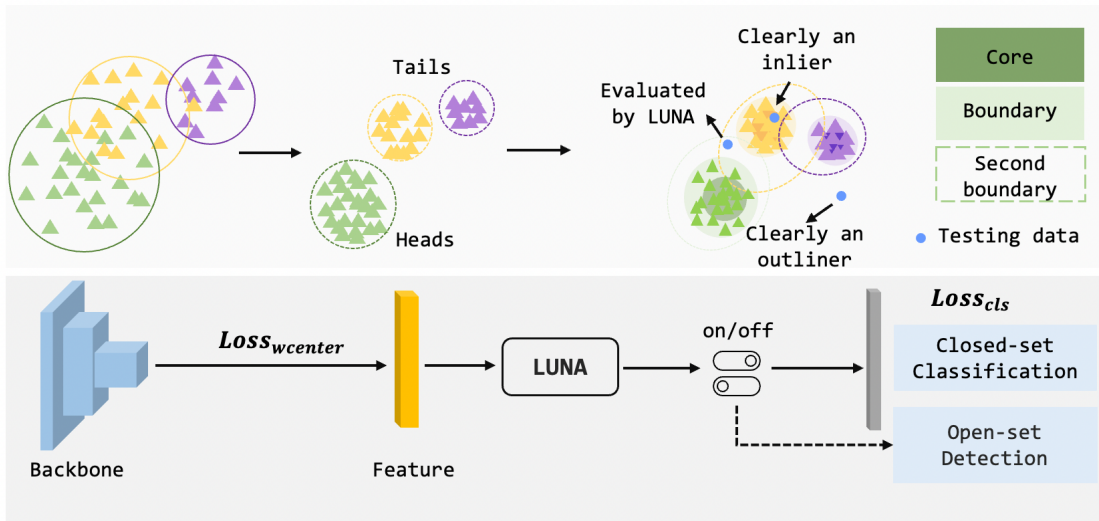 Tails
Heads
Clearly an
inlier
Evaluated
by LUNA
Clearly an
outliner
Core
Boundary
Second
boundary
Testing data
Backbone
Loss_wcenter
Feature
LUNA
on/off
Loss_cls
Closed-set
Classification
Open-set
Detection